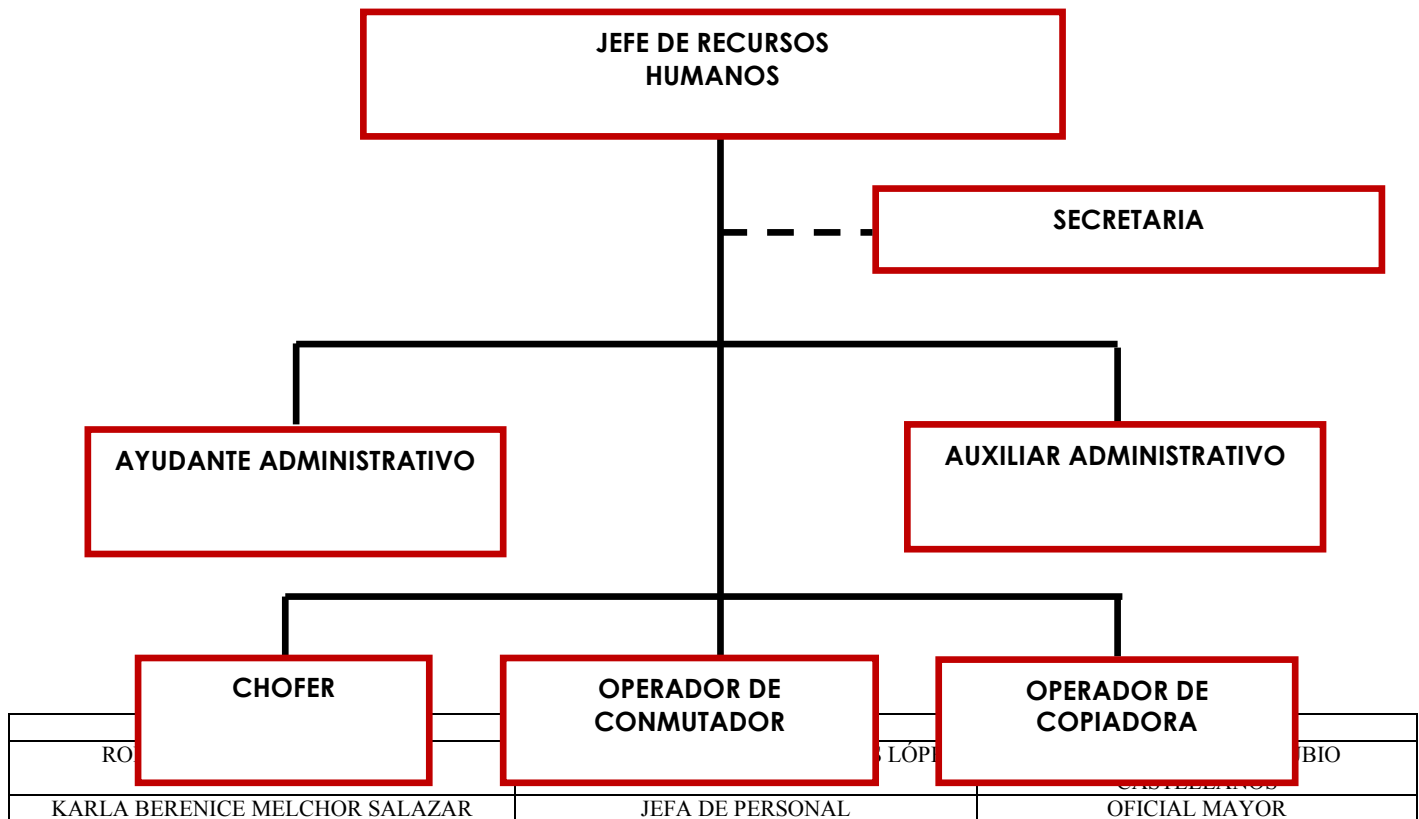 JEFE DE RECURSOS
HUMANOS
SECRETARIA
AYUDANTE ADMINISTRATIVO
AUXILIAR ADMINISTRATIVO
CHOFER
OPERADOR DE
CONMUTADOR
OPERADOR DE
COPIADORA
KARLA BERENICE MELCHOR SALAZAR
JEFA DE PERSONAL
OFICIAL MAYOR